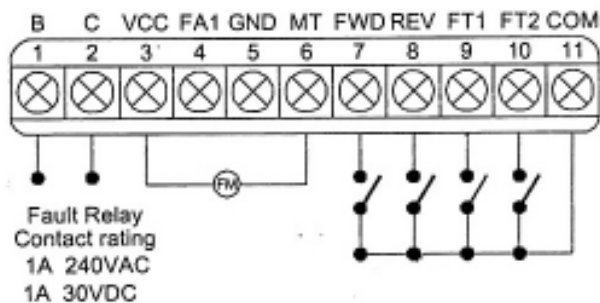 B C VCC FA1 GND MT FWD REV FT1 FT2 COM
1 2 3 4 5 6 7 8 9 10 11
FM
Fault Relay
Contact rating
1A 240VAC
1A 30VDC